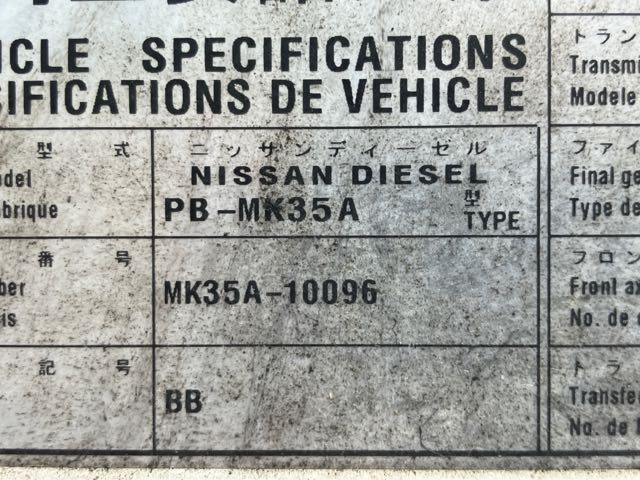 ICLE SPECIFICATIONS
SIFICATIONS DE VEHICLE
型式
odel
abrique
ニッサンディーゼル
NISSAN DIESEL
PB-MK35A 型 TYPE
番号
ber
is
MK35A-10096
記号
BB
トラン
Transmi
Modele
ファイ
Final ge
Type de
フロン
Front ax
No. de
トラ
Transfe
No. de